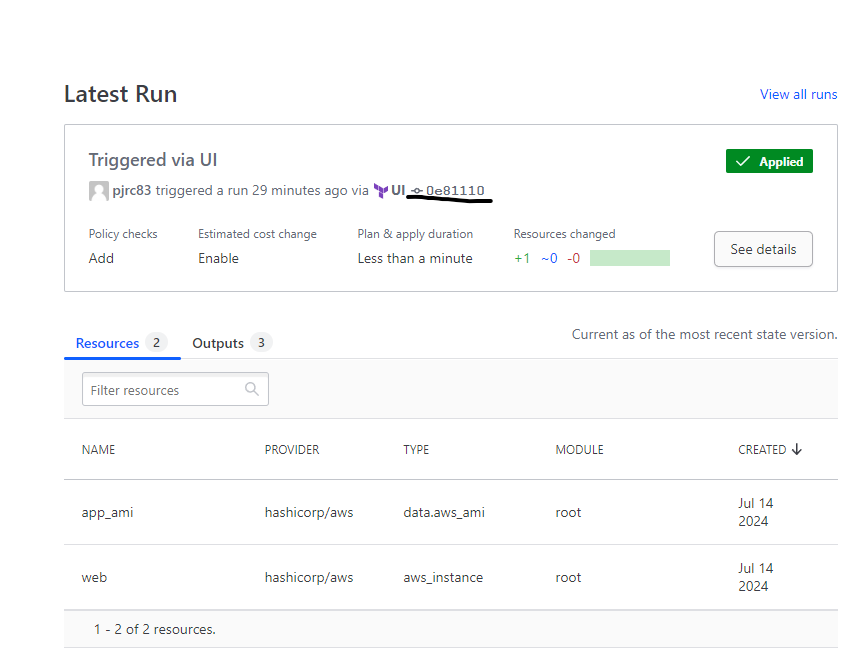 Latest Run
View all runs
Triggered via UI
Applied
pjrc83 triggered a run 29 minutes ago via UI 0e81110
Policy checks Estimated cost change Plan & apply duration Resources changed
Add Enable Less than a minute +1 ~0 -0
See details
Resources 2 Outputs 3
Current as of the most recent state version.
Filter resources
NAME PROVIDER TYPE MODULE CREATED
app_ami hashicorp/aws data.aws_ami root Jul 14
2024
web hashicorp/aws aws_instance root Jul 14
2024
1 - 2 of 2 resources.